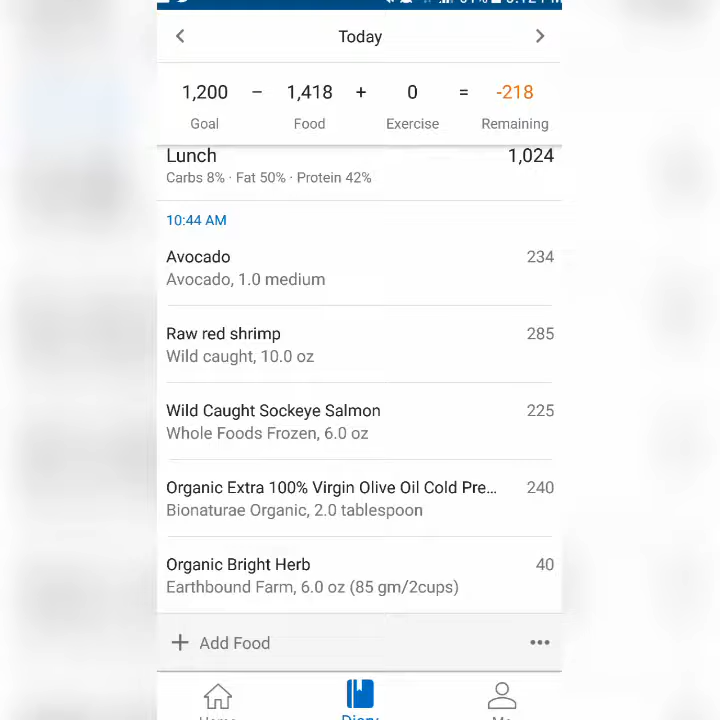 Today
1,200 − 1,418 + 0 = -218
Goal Food Exercise Remaining
Lunch 1,024
Carbs 8% · Fat 50% · Protein 42%
10:44 AM
Avocado 234
Avocado, 1.0 medium
Raw red shrimp 285
Wild caught, 10.0 oz
Wild Caught Sockeye Salmon 225
Whole Foods Frozen, 6.0 oz
Organic Extra 100% Virgin Olive Oil Cold Pre... 240
Bionaturae Organic, 2.0 tablespoon
Organic Bright Herb 40
Earthbound Farm, 6.0 oz (85 gm/2cups)
+ Add Food
Home Diary Me